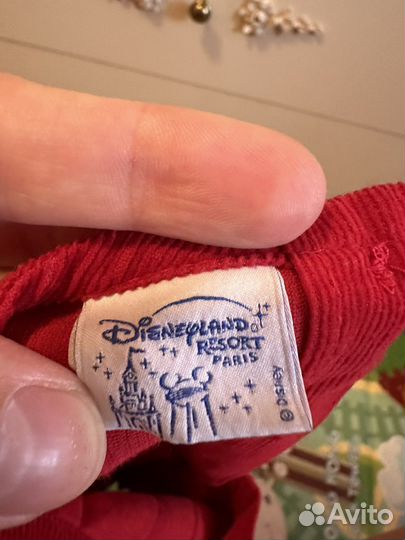 DISNEYLAND
RESORT
PARIS
© DISNEY
Avito